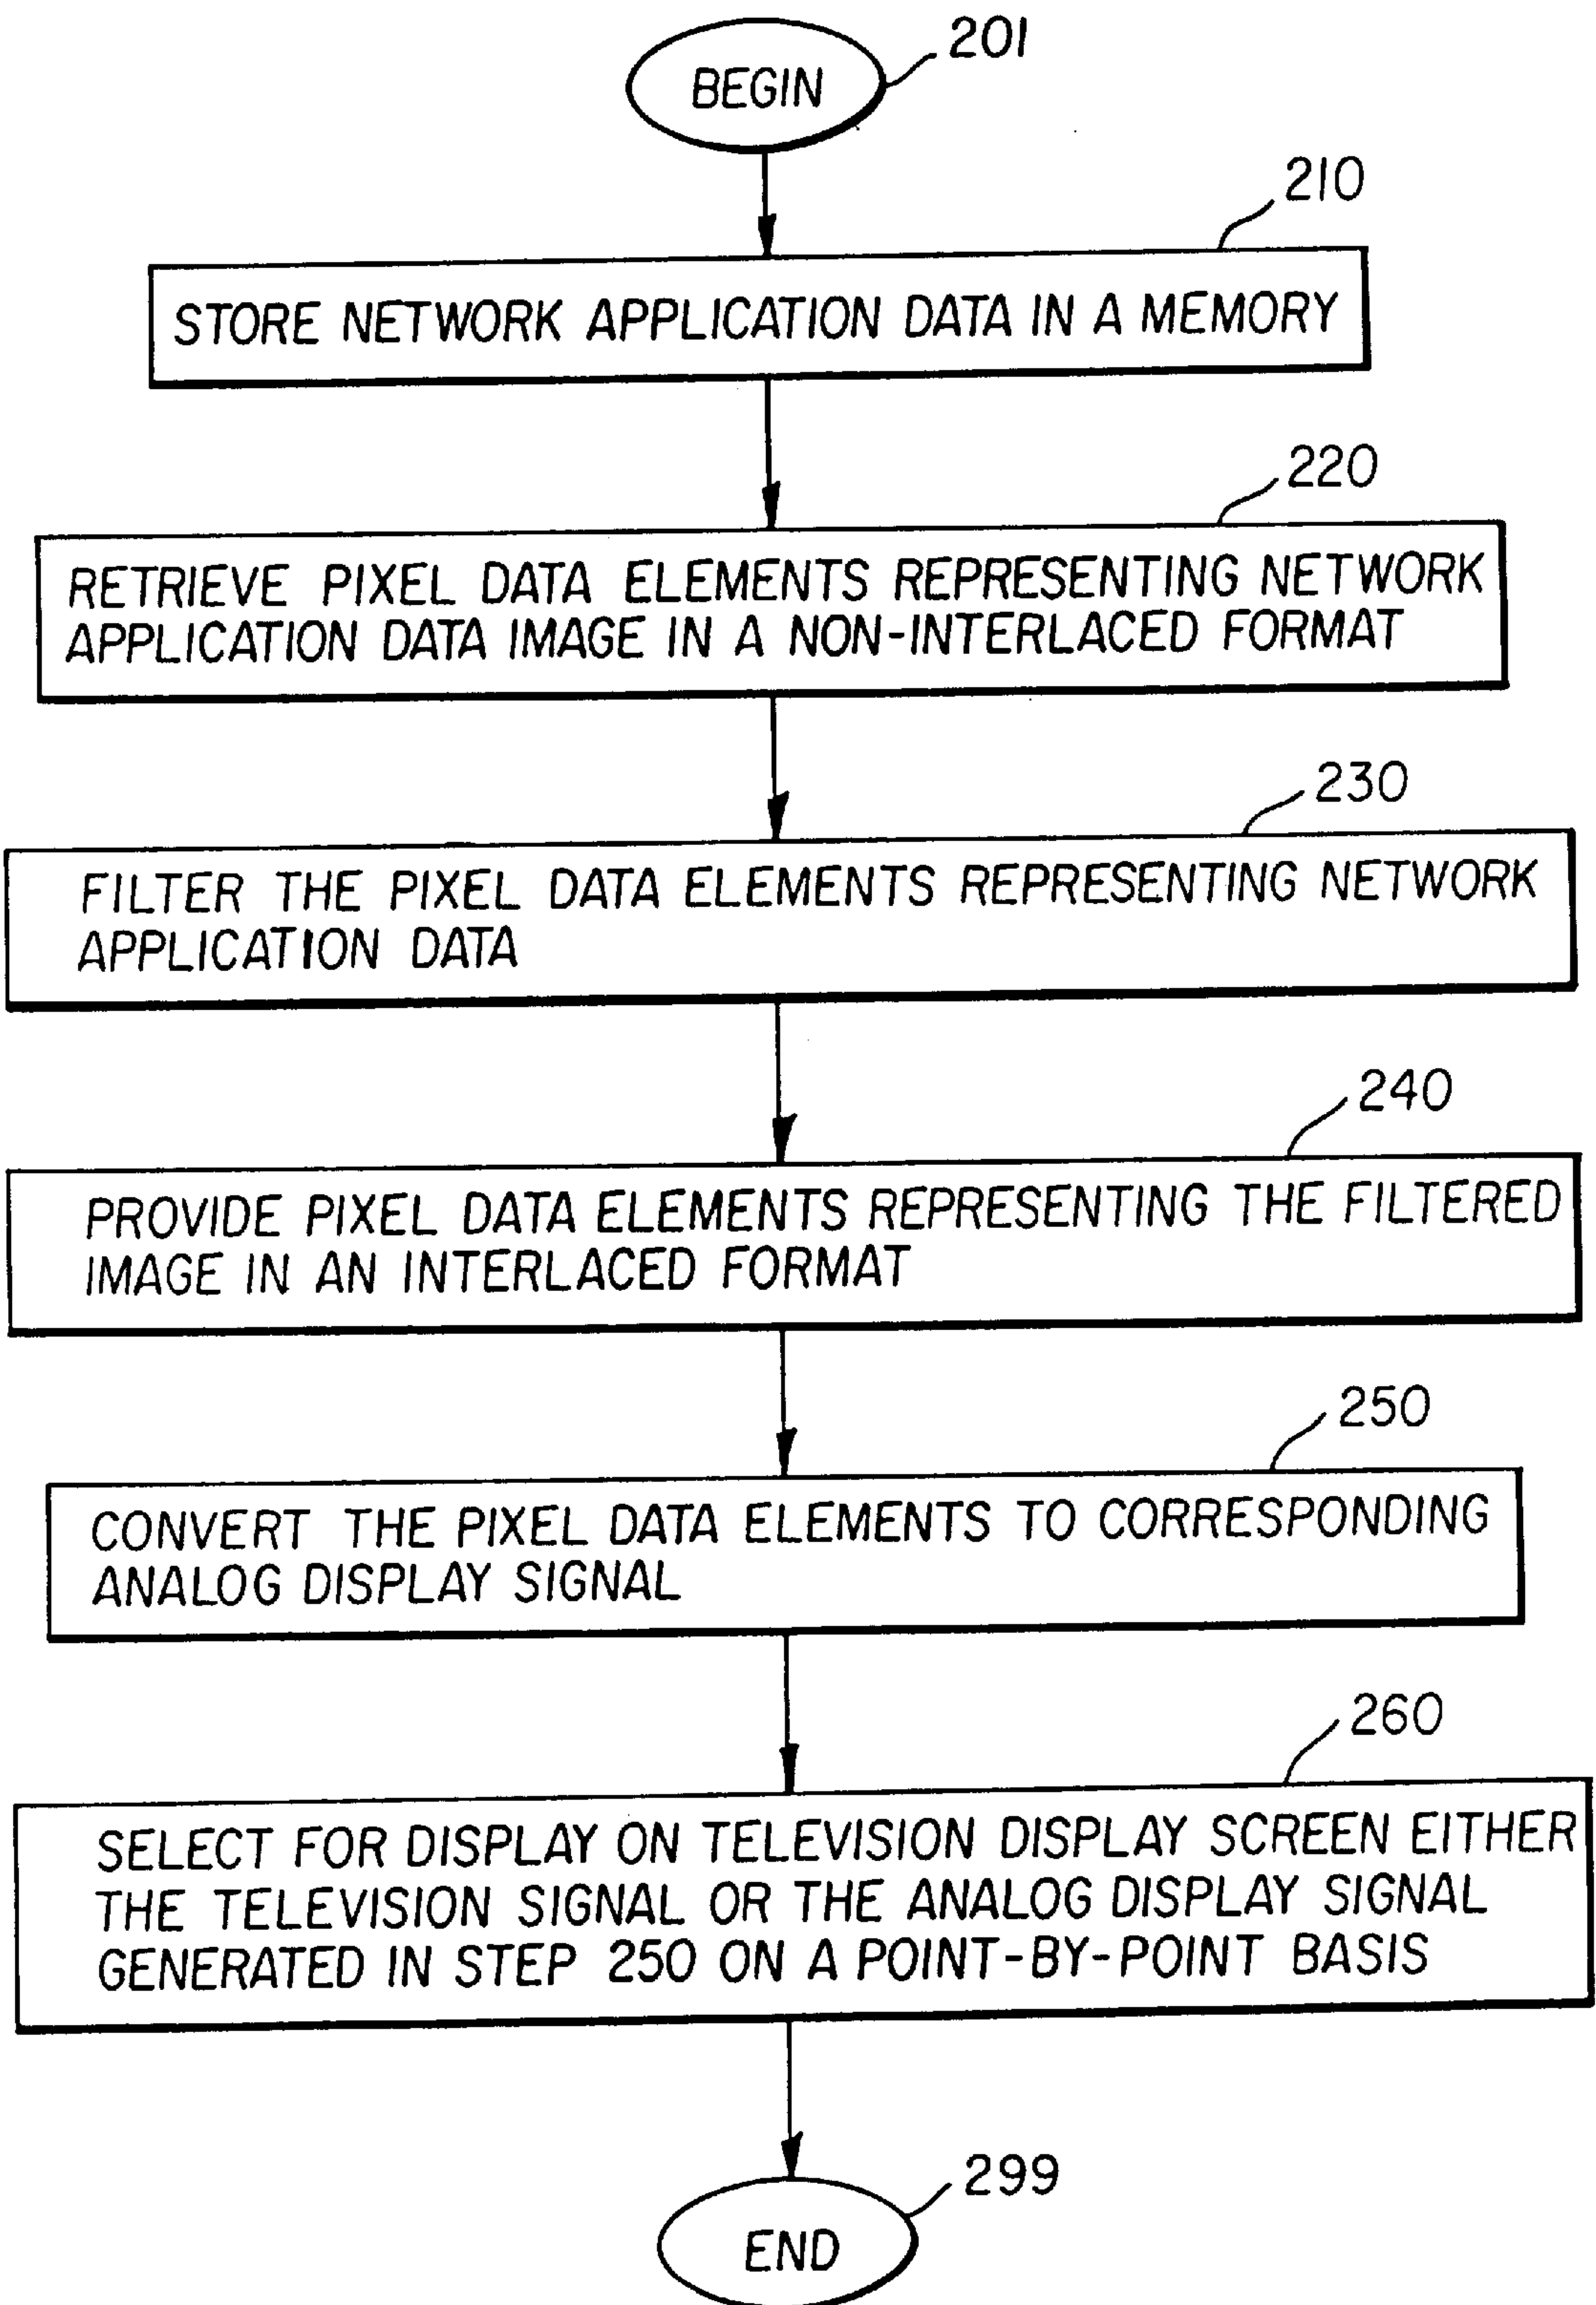 BEGIN
201
210
STORE NETWORK APPLICATION DATA IN A MEMORY
220
RETRIEVE PIXEL DATA ELEMENTS REPRESENTING NETWORK
APPLICATION DATA IMAGE IN A NON-INTERLACED FORMAT
230
FILTER THE PIXEL DATA ELEMENTS REPRESENTING NETWORK
APPLICATION DATA
240
PROVIDE PIXEL DATA ELEMENTS REPRESENTING THE FILTERED
IMAGE IN AN INTERLACED FORMAT
250
CONVERT THE PIXEL DATA ELEMENTS TO CORRESPONDING
ANALOG DISPLAY SIGNAL
260
SELECT FOR DISPLAY ON TELEVISION DISPLAY SCREEN EITHER
THE TELEVISION SIGNAL OR THE ANALOG DISPLAY SIGNAL
GENERATED IN STEP 250 ON A POINT-BY-POINT BASIS
299
END